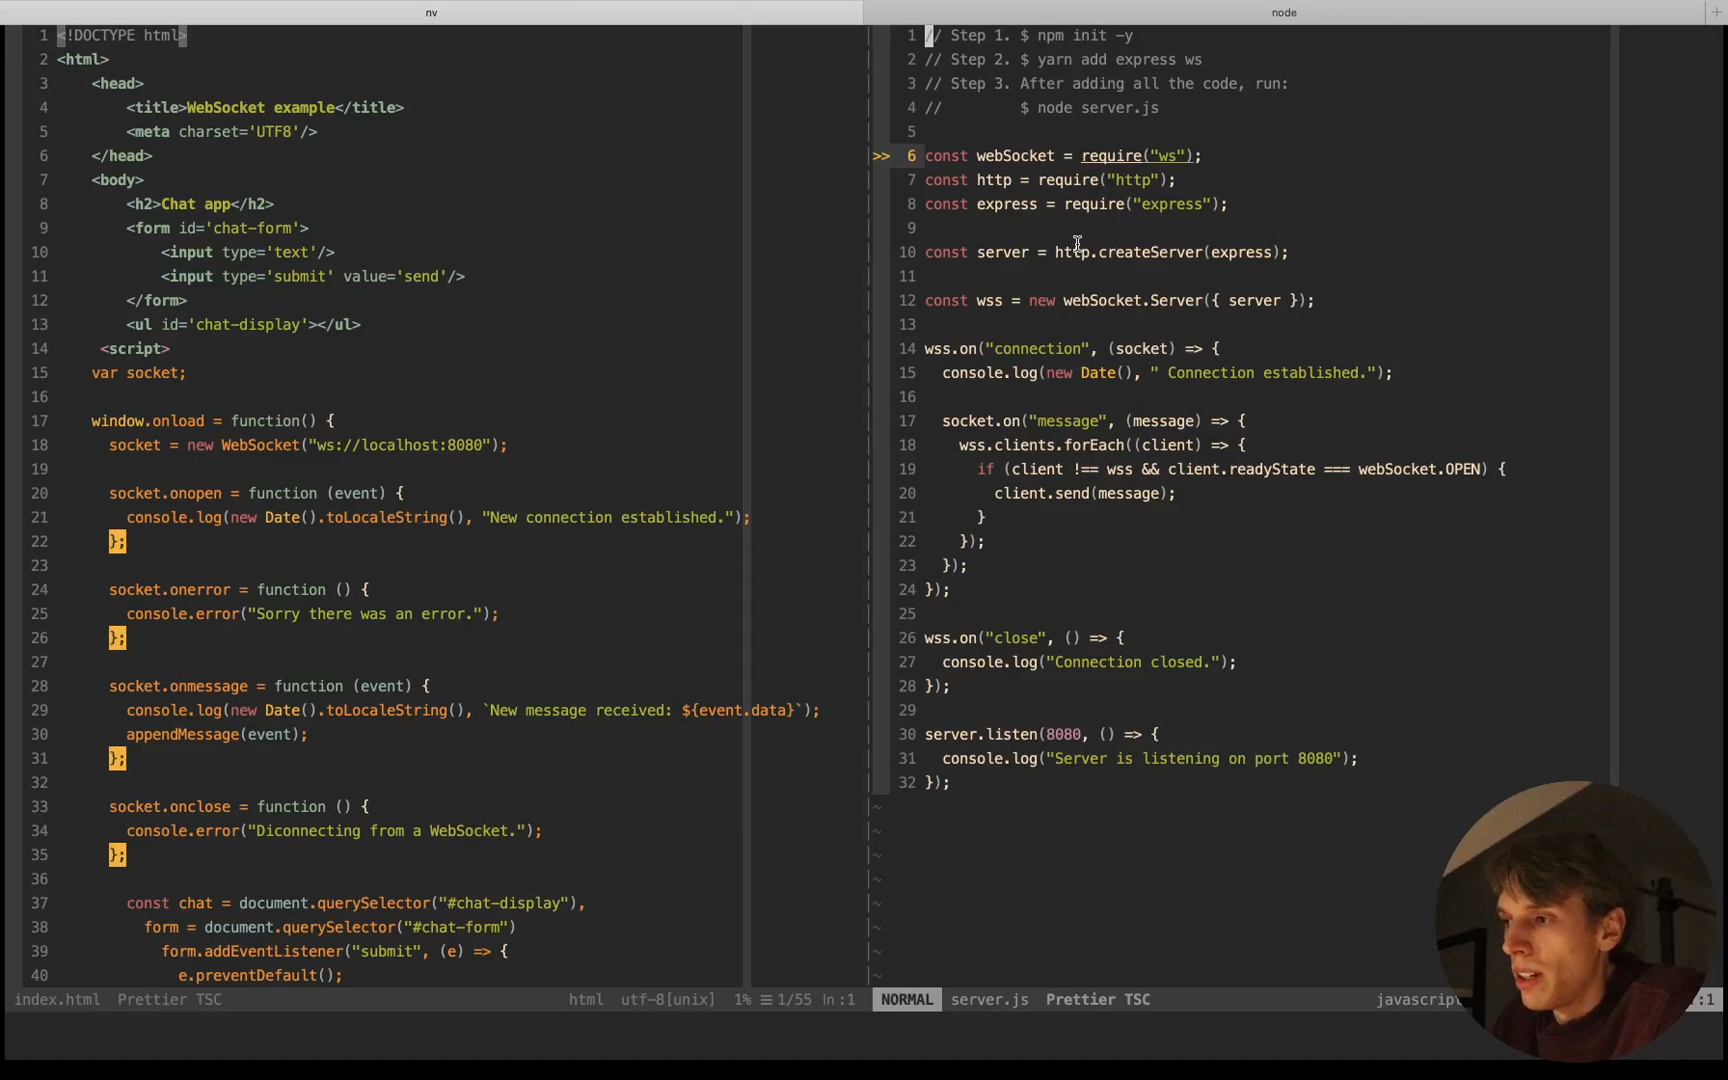 nv
node
1 <!DOCTYPE html>
2 <html>
3 <head>
4 <title>WebSocket example</title>
5 <meta charset='UTF8'/>
6 </head>
7 <body>
8 <h2>Chat app</h2>
9 <form id='chat-form'>
10 <input type='text'/>
11 <input type='submit' value='send'/>
12 </form>
13 <ul id='chat-display'></ul>
14 <script>
15 var socket;
16
17 window.onload = function() {
18 socket = new WebSocket("ws://localhost:8080");
19
20 socket.onopen = function (event) {
21 console.log(new Date().toLocaleString(), "New connection established.");
22 };
23
24 socket.onerror = function () {
25 console.error("Sorry there was an error.");
26 };
27
28 socket.onmessage = function (event) {
29 console.log(new Date().toLocaleString(), `New message received: ${event.data}`);
30 appendMessage(event);
31 };
32
33 socket.onclose = function () {
34 console.error("Diconnecting from a WebSocket.");
35 };
36
37 const chat = document.querySelector("#chat-display"),
38 form = document.querySelector("#chat-form")
39 form.addEventListener("submit", (e) => {
40 e.preventDefault();
index.html Prettier TSC html utf-8[unix] 1% ☰ 1/55 ln:1
1 // Step 1. $ npm init -y
2 // Step 2. $ yarn add express ws
3 // Step 3. After adding all the code, run:
4 // $ node server.js
5
>> 6 const webSocket = require("ws");
7 const http = require("http");
8 const express = require("express");
9
10 const server = http.createServer(express);
11
12 const wss = new webSocket.Server({ server });
13
14 wss.on("connection", (socket) => {
15 console.log(new Date(), " Connection established.");
16
17 socket.on("message", (message) => {
18 wss.clients.forEach((client) => {
19 if (client !== wss && client.readyState === webSocket.OPEN) {
20 client.send(message);
21 }
22 });
23 });
24 });
25
26 wss.on("close", () => {
27 console.log("Connection closed.");
28 });
29
30 server.listen(8080, () => {
31 console.log("Server is listening on port 8080");
32 });
~
~
~
~
~
~
~
~
NORMAL server.js Prettier TSC javascript :1